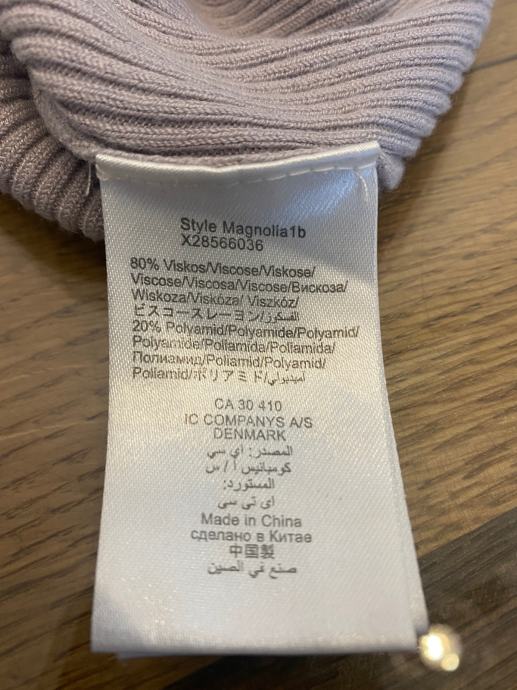 Style Magnolia1b
X28566036
80% Viskos/Viscose/Viskose/
Viscose/Viscosa/Viscose/Вискоза/
Wiskoza/Viskóza/ Viszkóz/
ビスコースレーヨン/الفسكوز
20% Polyamid/Polyamide/Polyamid/
Polyamide/Poliamida/Poliamida/
Полиамид/Poliamid/Polyamid/
Poliamid/ポリアミド/اميديولي
CA 30 410
IC COMPANYS A/S
DENMARK
المصدر: اي سي
كومبانيس ا / س
المستورد:
اي تي سي
Made in China
сделано в Китае
中国製
صنع في الصين